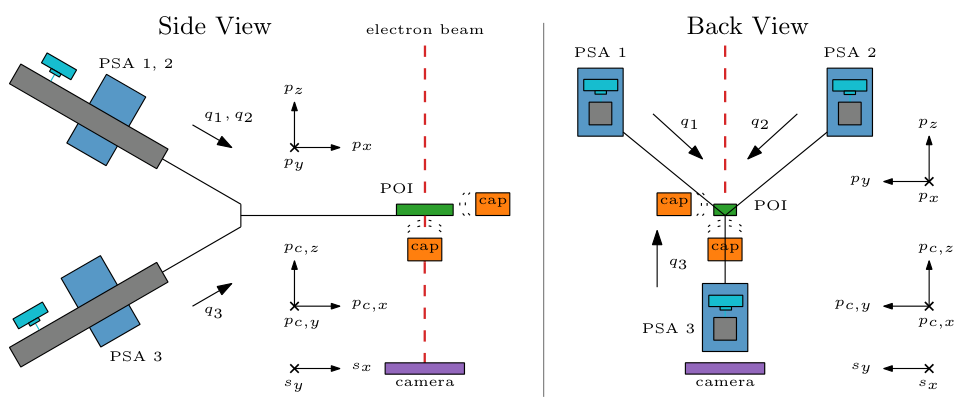 Side View
electron beam
PSA 1, 2
q1, q2
pz
px
py
POI
cap
cap
pc,z
pc,x
pc,y
q3
PSA 3
sx
sy
camera
Back View
PSA 1
PSA 2
q1
q2
pz
py
px
POI
cap
cap
q3
pc,z
pc,y
pc,x
PSA 3
sy
sx
camera